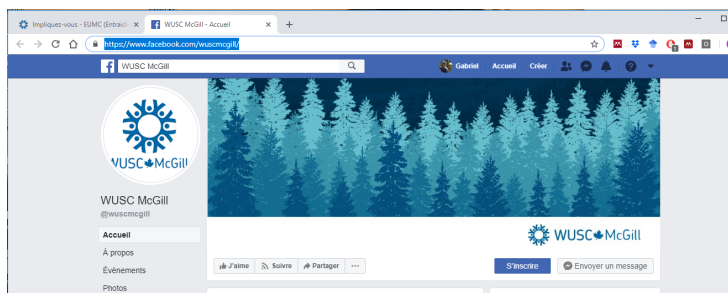 Impliquez-vous - EUMC (Entraide
WUSC McGill - Accueil
https://www.facebook.com/wuscmcgill/
WUSC McGill
Gabriel Accueil Créer
WUSC McGill
WUSC McGill
@wuscmcgill
WUSC McGill
Accueil
À propos
J'aime Suivre Partager ... S'inscrire Envoyer un message
Évènements
Photos